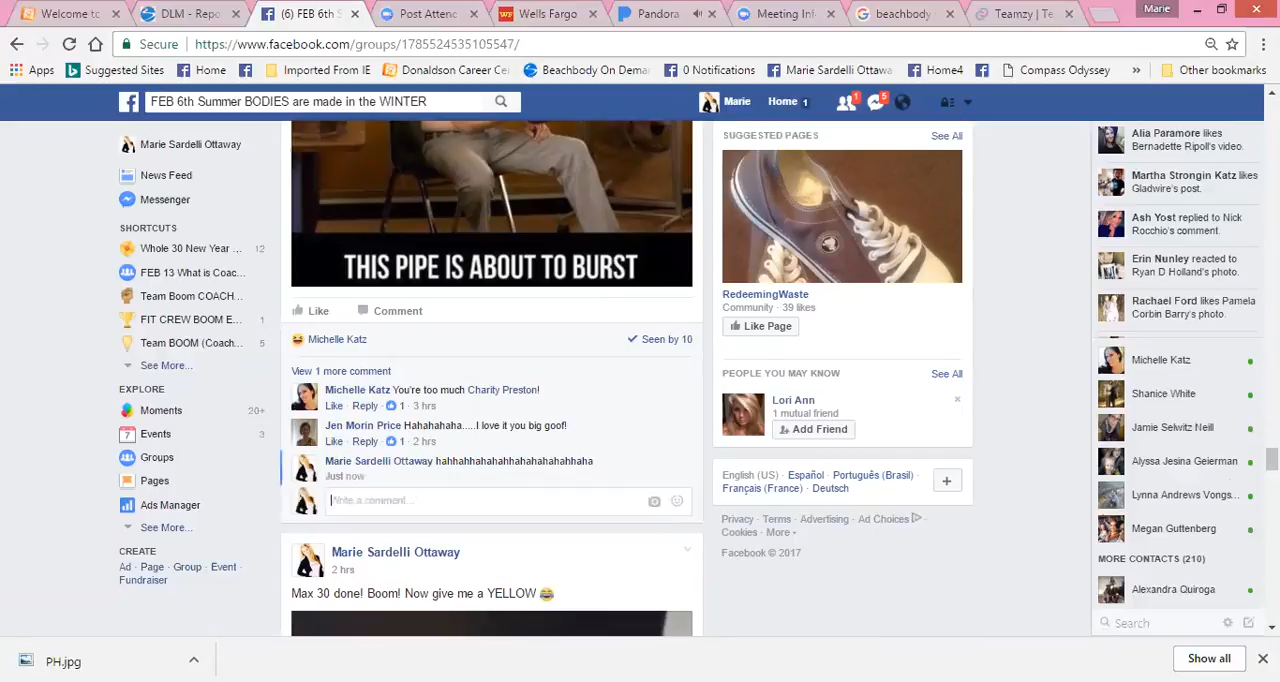 Marie
Welcome to
DLM - Repo
(6) FEB 6th S
Post Attend
Wells Fargo
Pandora
Meeting Inf
beachbody
Teamzy | Te
Secure https://www.facebook.com/groups/1785524535105547/
Apps Suggested Sites Home Imported From IE Donaldson Career Ce Beachbody On Dema 0 Notifications Marie Sardelli Ottawa Home4 Compass Odyssey » Other bookmarks
FEB 6th Summer BODIES are made in the WINTER
Marie Home 1 1 5
Marie Sardelli Ottaway
News Feed
Messenger
SHORTCUTS
Whole 30 New Year ... 12
FEB 13 What is Coac...
Team Boom COACH...
FIT CREW BOOM E... 1
Team BOOM (Coach... 5
See More...
EXPLORE
Moments 20+
Events 3
Groups
Pages
Ads Manager
See More...
CREATE
Ad · Page · Group · Event ·
Fundraiser
THIS PIPE IS ABOUT TO BURST
Like Comment
Michelle Katz Seen by 10
View 1 more comment
Michelle Katz You're too much Charity Preston!
Like · Reply · 1 · 3 hrs
Jen Morin Price Hahahahaha.....I love it you big goof!
Like · Reply · 1 · 2 hrs
Marie Sardelli Ottaway hahhahhahahahhahahahahahhaha
Just now
Write a comment...
Marie Sardelli Ottaway
2 hrs
Max 30 done! Boom! Now give me a YELLOW 😂
SUGGESTED PAGES See All
RedeemingWaste
Community · 39 likes
Like Page
PEOPLE YOU MAY KNOW See All
Lori Ann
1 mutual friend
Add Friend
English (US) · Español · Português (Brasil) ·
Français (France) · Deutsch
Privacy · Terms · Advertising · Ad Choices ·
Cookies · More
Facebook © 2017
Alia Paramore likes
Bernadette Ripoll's video.
Martha Strongin Katz likes
Gladwire's post.
Ash Yost replied to Nick
Rocchio's comment.
Erin Nunley reacted to
Ryan D Holland's photo.
Rachael Ford likes Pamela
Corbin Barry's photo.
Michelle Katz
Shanice White
Jamie Selwitz Neill
Alyssa Jesina Geierman
Lynna Andrews Vongs...
Megan Guttenberg
MORE CONTACTS (210)
Alexandra Quiroga
Search
PH.jpg
Show all